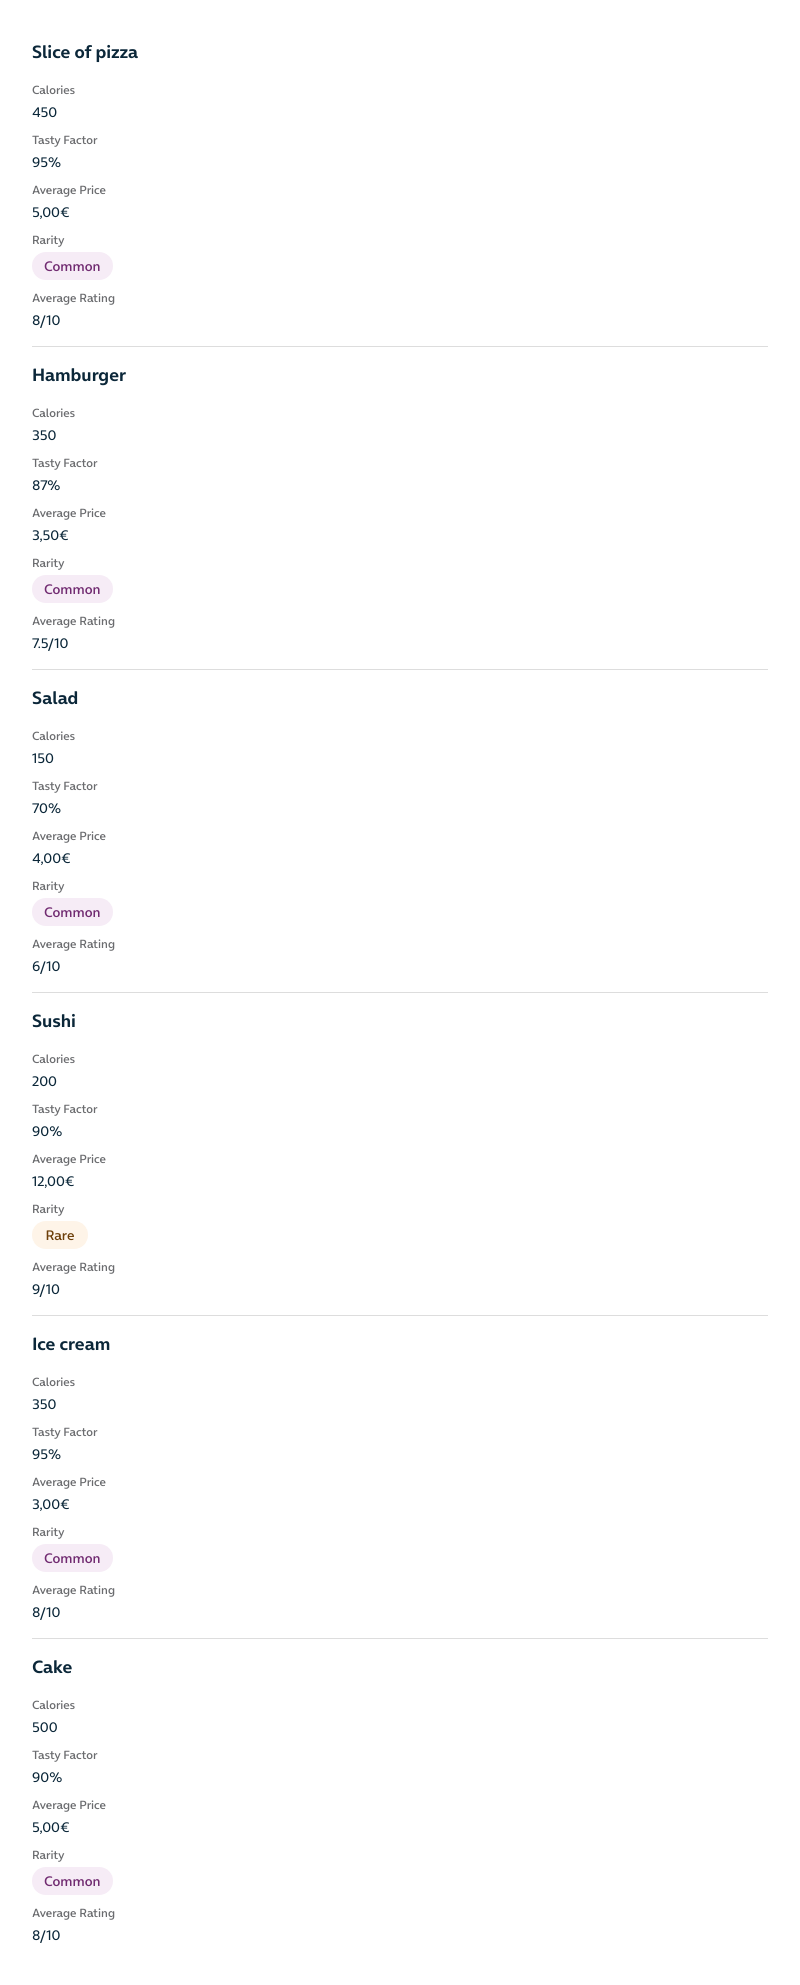 Slice of pizza
Calories
450
Tasty Factor
95%
Average Price
5,00€
Rarity
Common
Average Rating
8/10
Hamburger
Calories
350
Tasty Factor
87%
Average Price
3,50€
Rarity
Common
Average Rating
7.5/10
Salad
Calories
150
Tasty Factor
70%
Average Price
4,00€
Rarity
Common
Average Rating
6/10
Sushi
Calories
200
Tasty Factor
90%
Average Price
12,00€
Rarity
Rare
Average Rating
9/10
Ice cream
Calories
350
Tasty Factor
95%
Average Price
3,00€
Rarity
Common
Average Rating
8/10
Cake
Calories
500
Tasty Factor
90%
Average Price
5,00€
Rarity
Common
Average Rating
8/10